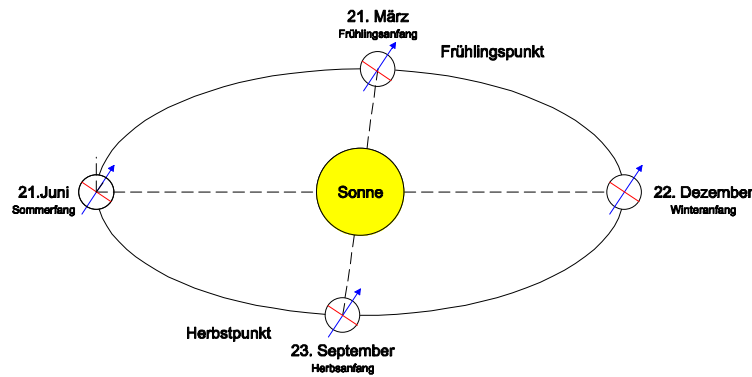 21. März
Frühlingsanfang
Frühlingspunkt
21.Juni
Sommerfang
Sonne
22. Dezember
Winteranfang
Herbstpunkt
23. September
Herbsanfang